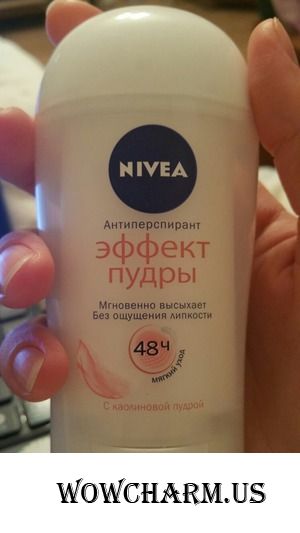 NIVEA
Антиперспирант
эффект
пудры
Мгновенно высыхает
Без ощущения липкости
48ч
мягкий уход
С каолиновой пудрой
WOWCHARM.US